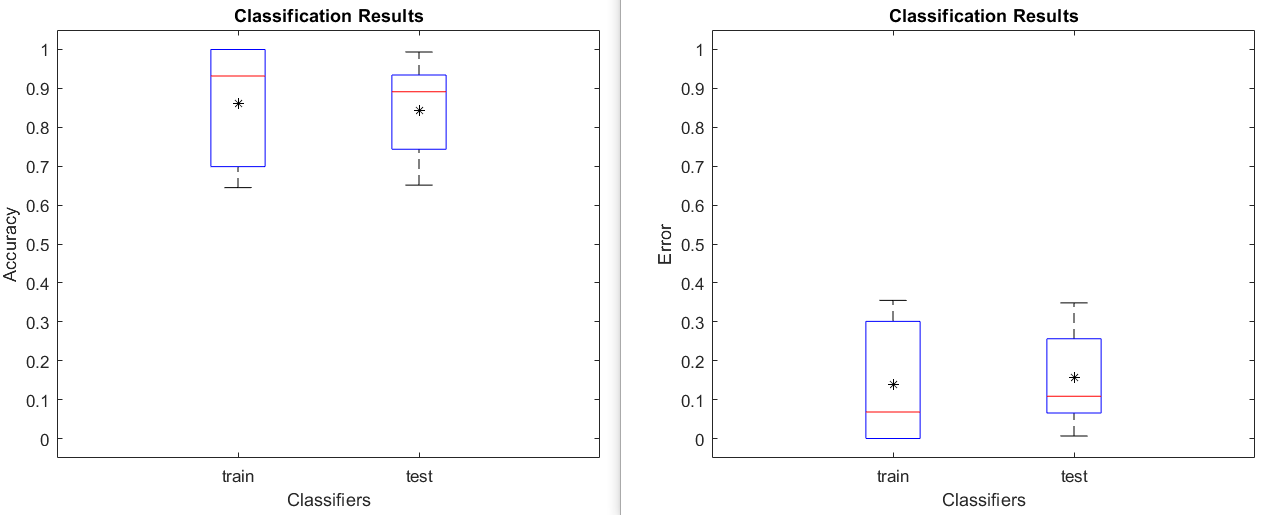 Classification Results
1
0.9
0.8
0.7
0.6
0.5
0.4
0.3
0.2
0.1
0
Accuracy
train test
Classifiers
Classification Results
1
0.9
0.8
0.7
0.6
0.5
0.4
0.3
0.2
0.1
0
Error
train test
Classifiers